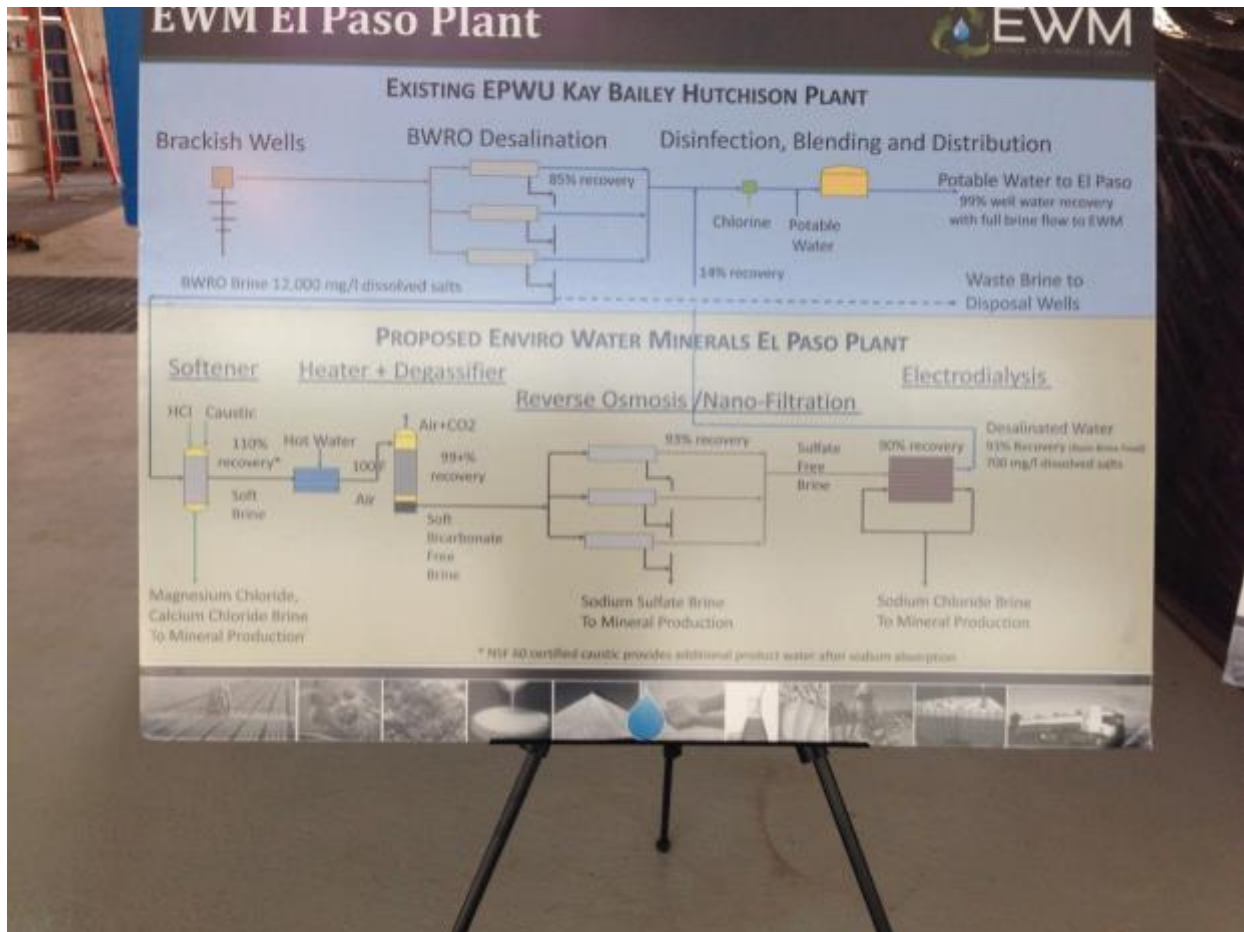 EWM El Paso Plant
EWM
EXISTING EPWU KAY BAILEY HUTCHISON PLANT
Brackish Wells
BWRO Desalination
Disinfection, Blending and Distribution
85% recovery
Potable Water to El Paso
99% well water recovery
with full brine flow to EWM
Chlorine
Potable
Water
14% recovery
BWRO Brine 12,000 mg/l dissolved salts
Waste Brine to
Disposal Wells
PROPOSED ENVIRO WATER MINERALS EL PASO PLANT
Softener
Heater + Degassifier
Reverse Osmosis /Nano-Filtration
Electrodialysis
HCl
Caustic
110%
recovery*
Soft
Brine
Hot Water
100F
Air
Air+CO2
99+%
recovery
Soft
Bicarbonate
Free
Brine
93% recovery
Sulfate
Free
Brine
90% recovery
Desalinated Water
93% Recovery
700 mg/l dissolved salts
Magnesium Chloride,
Calcium Chloride Brine
To Mineral Production
Sodium Sulfate Brine
To Mineral Production
Sodium Chloride Brine
To Mineral Production
* NSF 60 certified caustic provides additional product water after sodium absorption